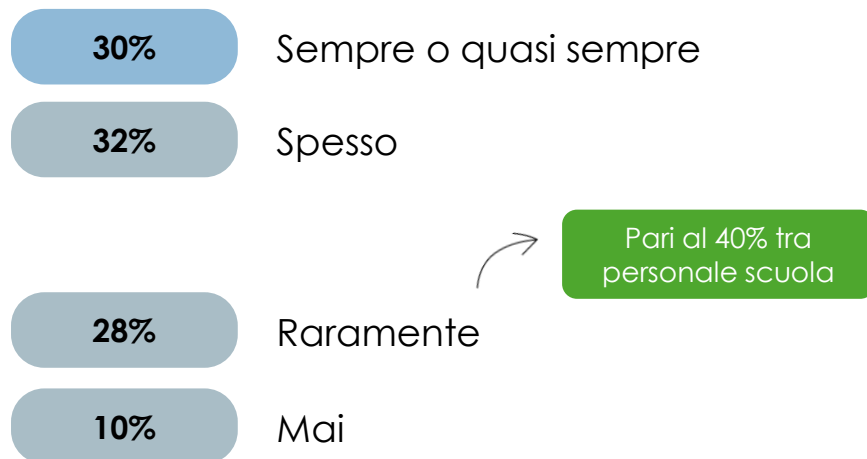 30% Sempre o quasi sempre
32% Spesso
Pari al 40% tra
personale scuola
28% Raramente
10% Mai